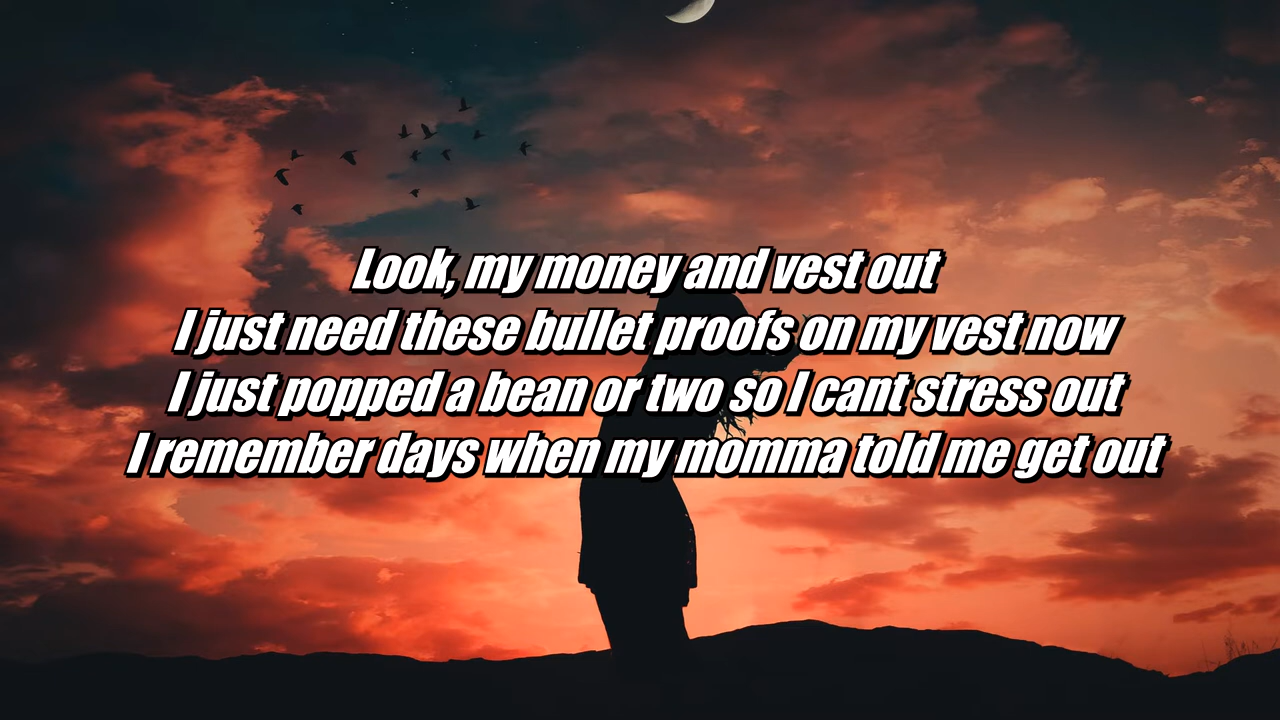 Look, my money and vest out
I just need these bullet proofs on my vest now
I just popped a bean or two so I cant stress out
I remember days when my momma told me get out